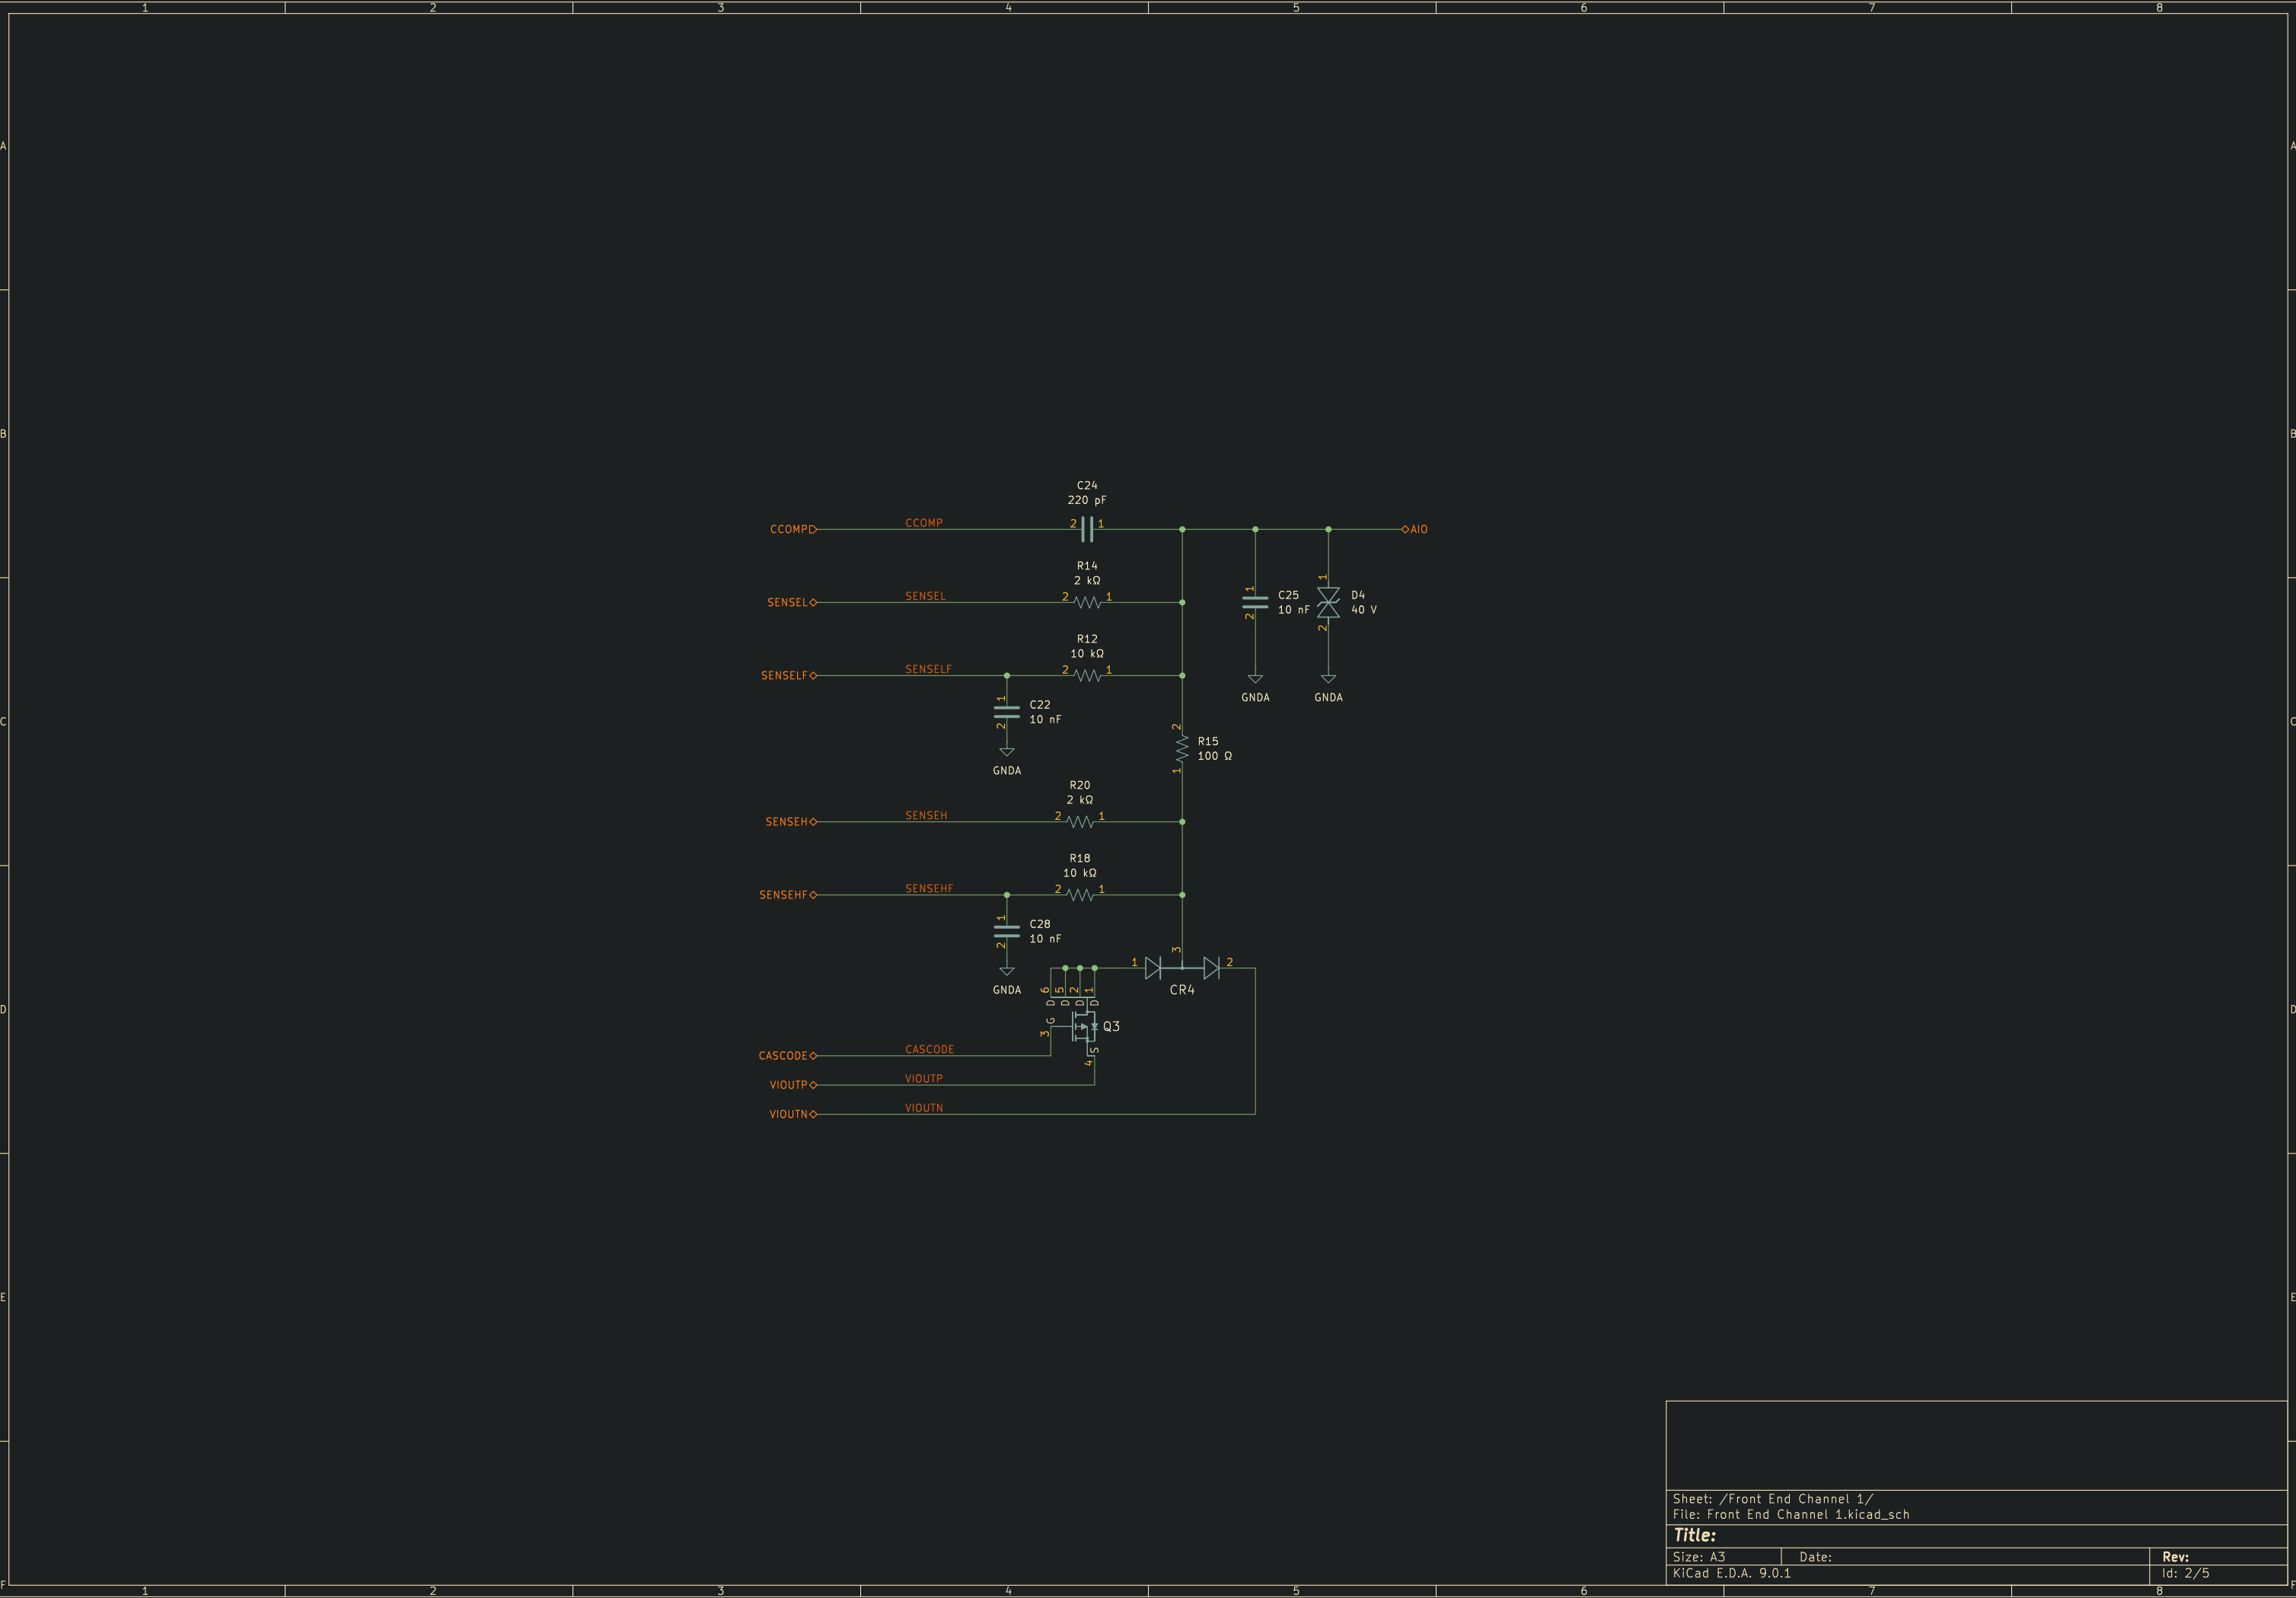 1 2 3 4 5 6 7 8
A A
B B
C24
220 pF
CCOMP CCOMP 2 1 AIO
R14
2 kΩ
SENSEL SENSEL 2 1
1 2 C25
10 nF
1 2 D4
40 V
GNDA GNDA
R12
10 kΩ
SENSELF SENSELF 2 1
1 2 C22
10 nF
GNDA
C C
2 1 R15
100 Ω
R20
2 kΩ
SENSEH SENSEH 2 1
R18
10 kΩ
SENSEHF SENSEHF 2 1
1 2 C28
10 nF
GNDA
1 3 2
CR4
6 5 2 1
D D D D
D D
G
3
Q3
S
4
CASCODE CASCODE
VIOUTP VIOUTP
VIOUTN VIOUTN
E E
Sheet: /Front End Channel 1/
File: Front End Channel 1.kicad_sch
Title:
Size: A3 Date: Rev:
KiCad E.D.A. 9.0.1 Id: 2/5
F F
1 2 3 4 5 6 7 8